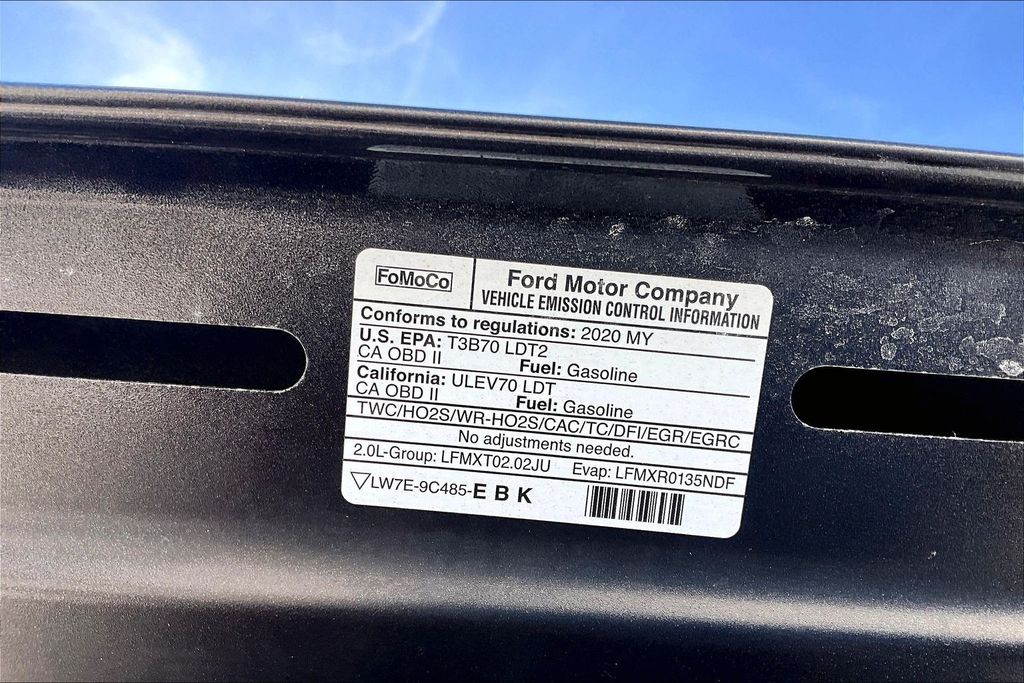 FoMoCo
Ford Motor Company
VEHICLE EMISSION CONTROL INFORMATION
Conforms to regulations: 2020 MY
U.S. EPA: T3B70 LDT2
CA OBD II Fuel: Gasoline
California: ULEV70 LDT
CA OBD II Fuel: Gasoline
TWC/HO2S/WR-HO2S/CAC/TC/DFI/EGR/EGRC
No adjustments needed.
2.0L-Group: LFMXT02.02JU Evap: LFMXR0135NDF
LW7E-9C485-E B K